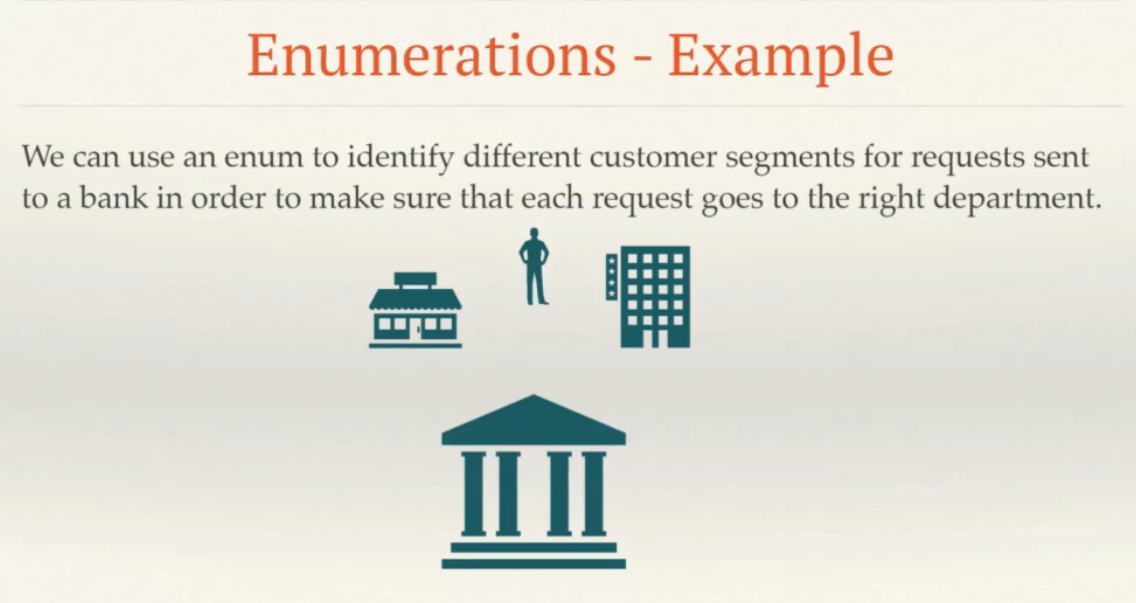 Enumerations - Example
We can use an enum to identify different customer segments for requests sent
to a bank in order to make sure that each request goes to the right department.